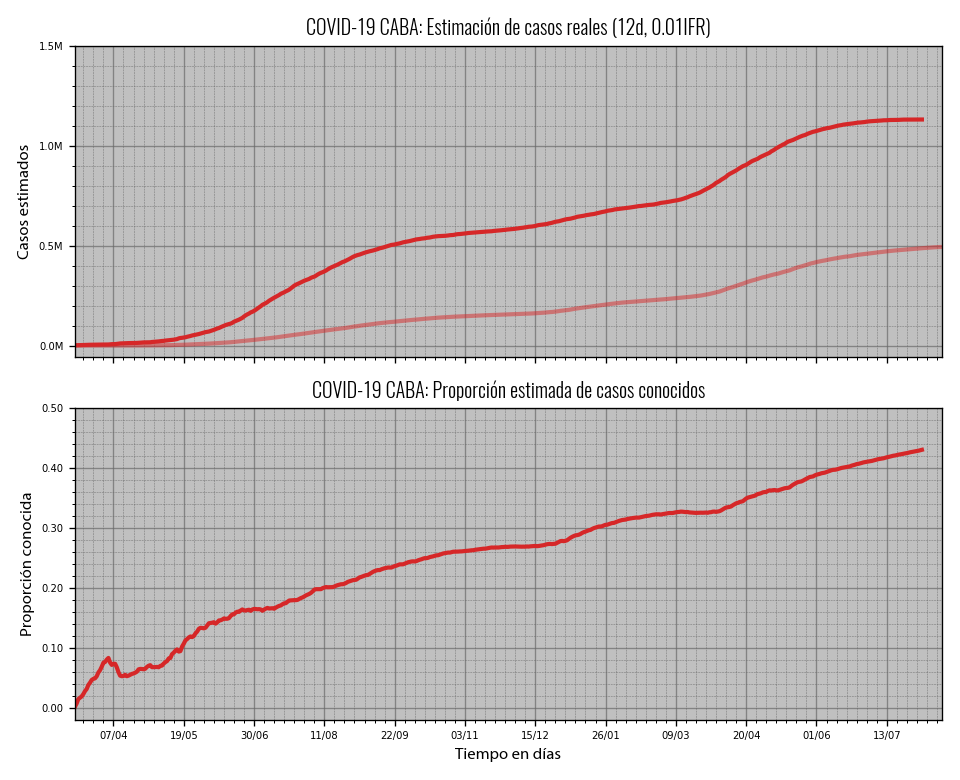 COVID-19 CABA: Estimación de casos reales (12d, 0.01IFR)
1.5M
1.0M
0.5M
0.0M
Casos estimados
COVID-19 CABA: Proporción estimada de casos conocidos
0.50
0.40
0.30
0.20
0.10
0.00
Proporción conocida
07/04 19/05 30/06 11/08 22/09 03/11 15/12 26/01 09/03 20/04 01/06 13/07
Tiempo en días